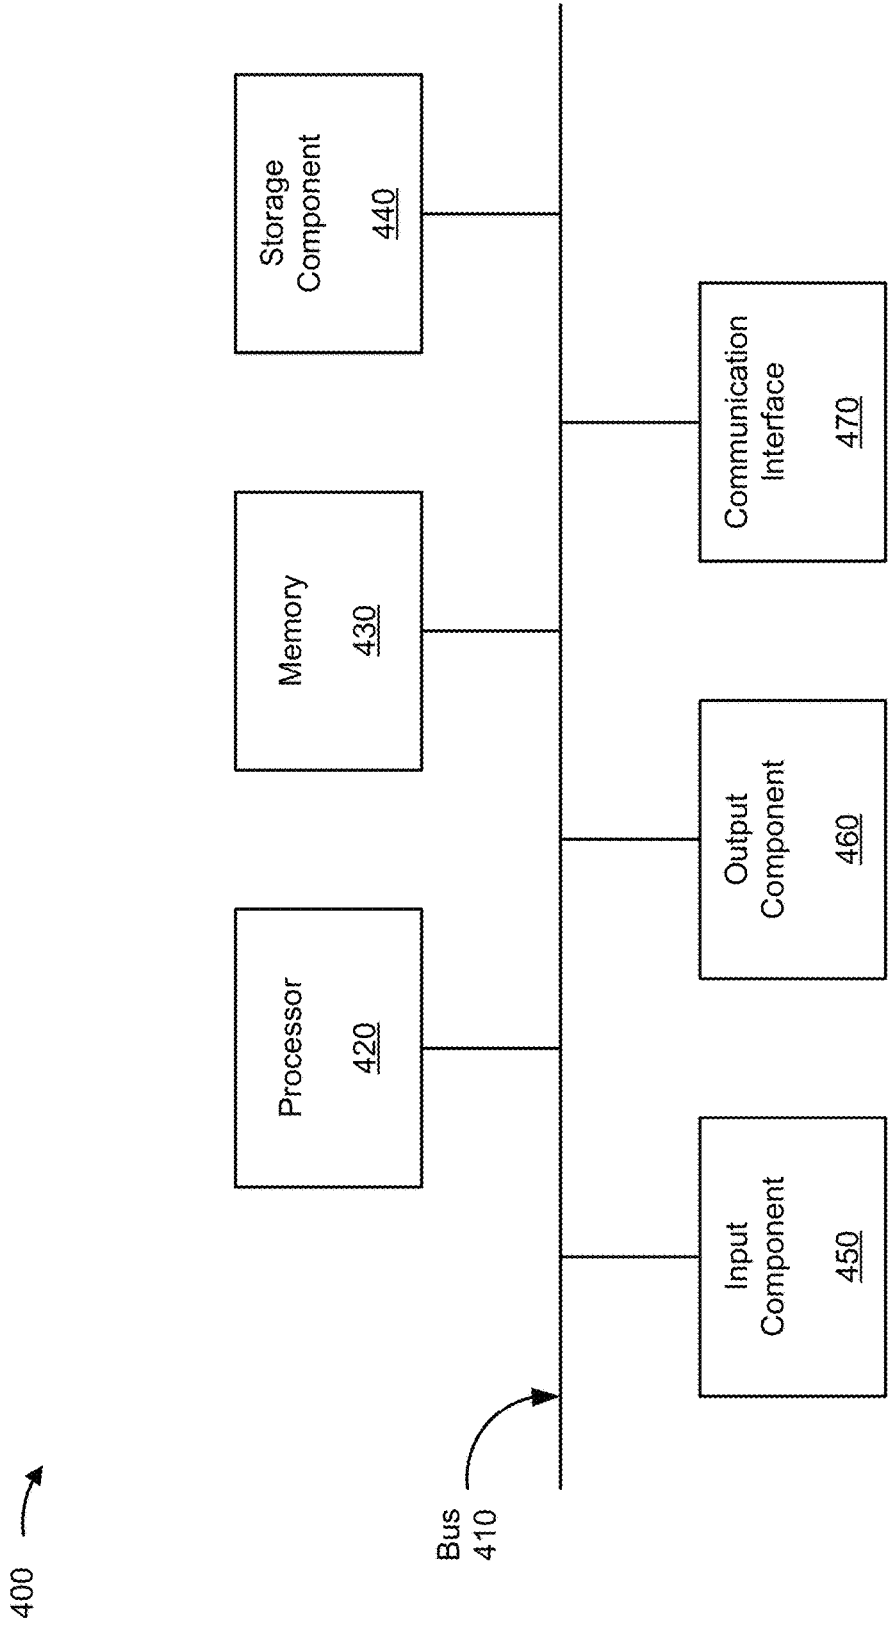 400
Bus
410
Processor
420
Memory
430
Storage
Component
440
Input
Component
450
Output
Component
460
Communication
Interface
470